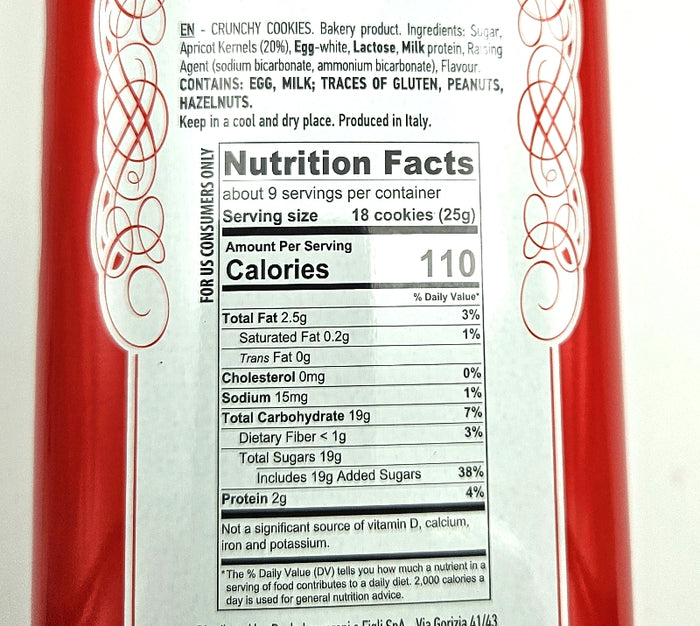 EN - CRUNCHY COOKIES. Bakery product. Ingredients: Sugar,
Apricot Kernels (20%), Egg-white, Lactose, Milk protein, Raising
Agent (sodium bicarbonate, ammonium bicarbonate), Flavour.
CONTAINS: EGG, MILK; TRACES OF GLUTEN, PEANUTS,
HAZELNUTS.
Keep in a cool and dry place. Produced in Italy.
FOR US CONSUMERS ONLY
Nutrition Facts
about 9 servings per container
Serving size 18 cookies (25g)
Amount Per Serving
Calories 110
% Daily Value*
Total Fat 2.5g 3%
Saturated Fat 0.2g 1%
Trans Fat 0g
Cholesterol 0mg 0%
Sodium 15mg 1%
Total Carbohydrate 19g 7%
Dietary Fiber < 1g 3%
Total Sugars 19g
Includes 19g Added Sugars 38%
Protein 2g 4%
Not a significant source of vitamin D, calcium,
iron and potassium.
*The % Daily Value (DV) tells you how much a nutrient in a
serving of food contributes to a daily diet. 2,000 calories a
day is used for general nutrition advice.
Figli SpA Via Gorizia 41/43